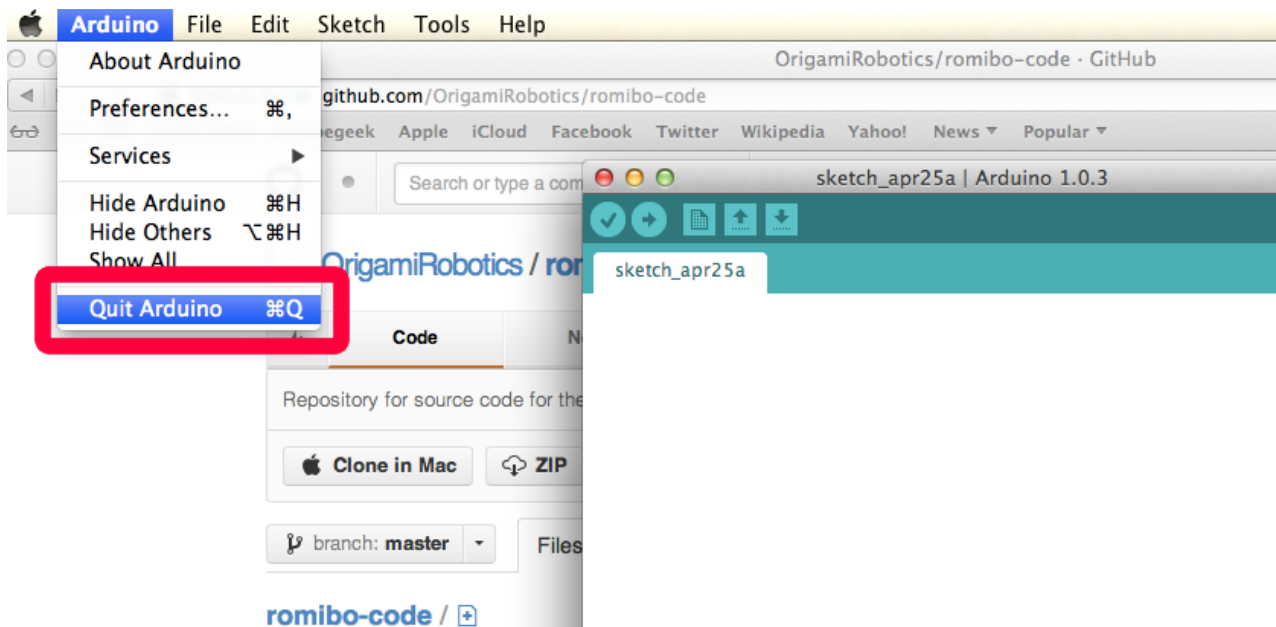 Arduino File Edit Sketch Tools Help
About Arduino
Preferences... ⌘,
Services
Hide Arduino ⌘H
Hide Others ⌥⌘H
Show All
Quit Arduino ⌘Q
OrigamiRobotics/romibo-code · GitHub
github.com/OrigamiRobotics/romibo-code
egeek Apple iCloud Facebook Twitter Wikipedia Yahoo! News Popular
Search or type a com
OrigamiRobotics / ror
Code N
Repository for source code for the
Clone in Mac ZIP
branch: master Files
romibo-code /
sketch_apr25a | Arduino 1.0.3
sketch_apr25a